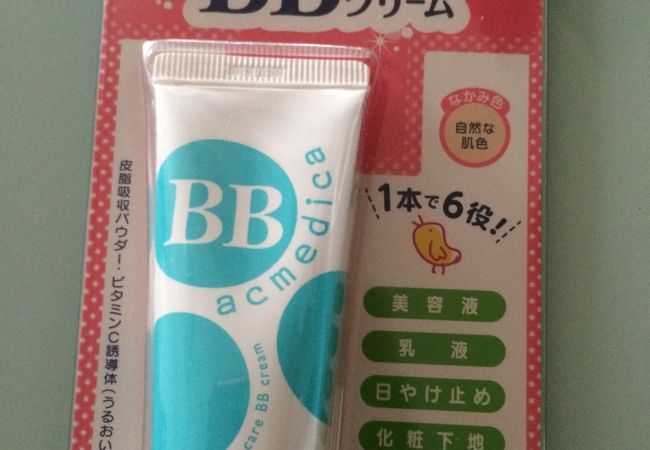 BBクリーム
なかみ色
自然な
肌色
1本で6役!
美容液
乳液
日やけ止め
化粧下地
BB
acmedica
care BB cream
皮脂吸収パウダー・ビタミンC誘導体(うるおい